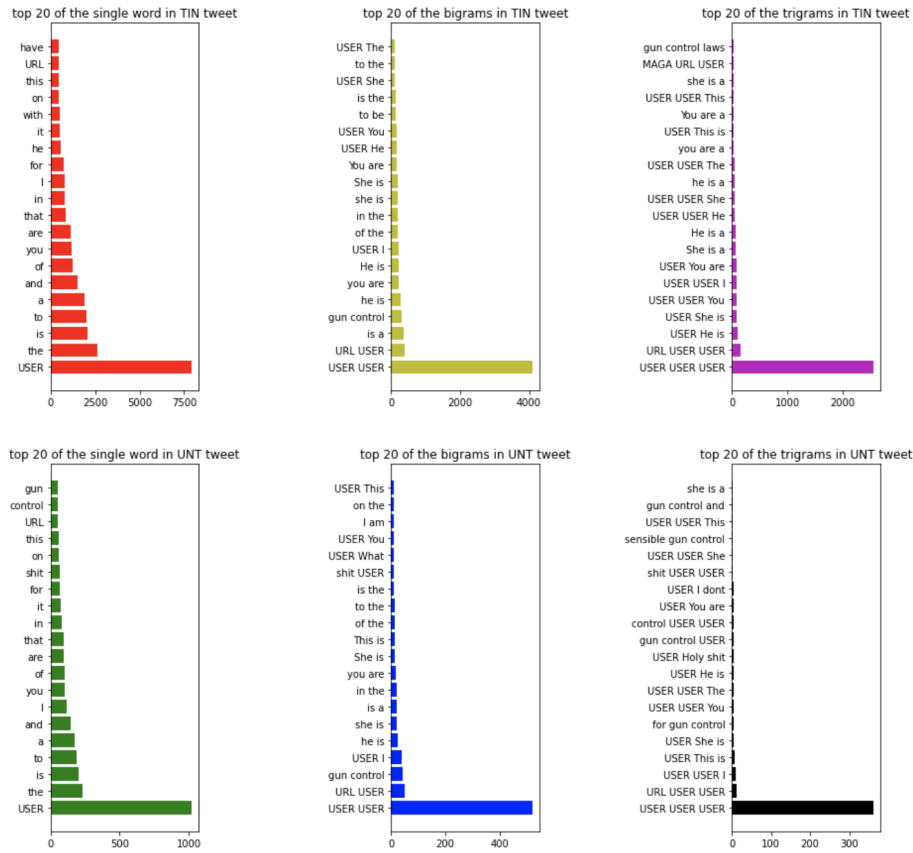 top 20 of the single word in TIN tweet
have
URL
this
on
with
it
he
for
I
in
that
are
you
of
and
a
to
is
the
USER
0 2500 5000 7500
top 20 of the bigrams in TIN tweet
USER The
to the
USER She
is the
to be
USER You
USER He
You are
She is
she is
in the
of the
USER I
He is
you are
he is
gun control
is a
URL USER
USER USER
0 2000 4000
top 20 of the trigrams in TIN tweet
gun control laws
MAGA URL USER
she is a
USER USER This
You are a
USER This is
you are a
USER USER The
he is a
USER USER She
USER USER He
He is a
She is a
USER You are
USER USER I
USER USER You
USER She is
USER He is
URL USER USER
USER USER USER
0 1000 2000
top 20 of the single word in UNT tweet
gun
control
URL
this
on
shit
for
it
in
that
are
of
you
I
and
a
to
is
the
USER
0 500 1000
top 20 of the bigrams in UNT tweet
USER This
on the
I am
USER You
USER What
shit USER
is the
to the
of the
This is
She is
you are
in the
is a
she is
he is
USER I
gun control
URL USER
USER USER
0 200 400
top 20 of the trigrams in UNT tweet
she is a
gun control and
USER USER This
sensible gun control
USER USER She
shit USER USER
USER I dont
USER You are
control USER USER
gun control USER
USER Holy shit
USER He is
USER USER The
USER USER You
for gun control
USER She is
USER This is
USER USER I
URL USER USER
USER USER USER
0 100 200 300